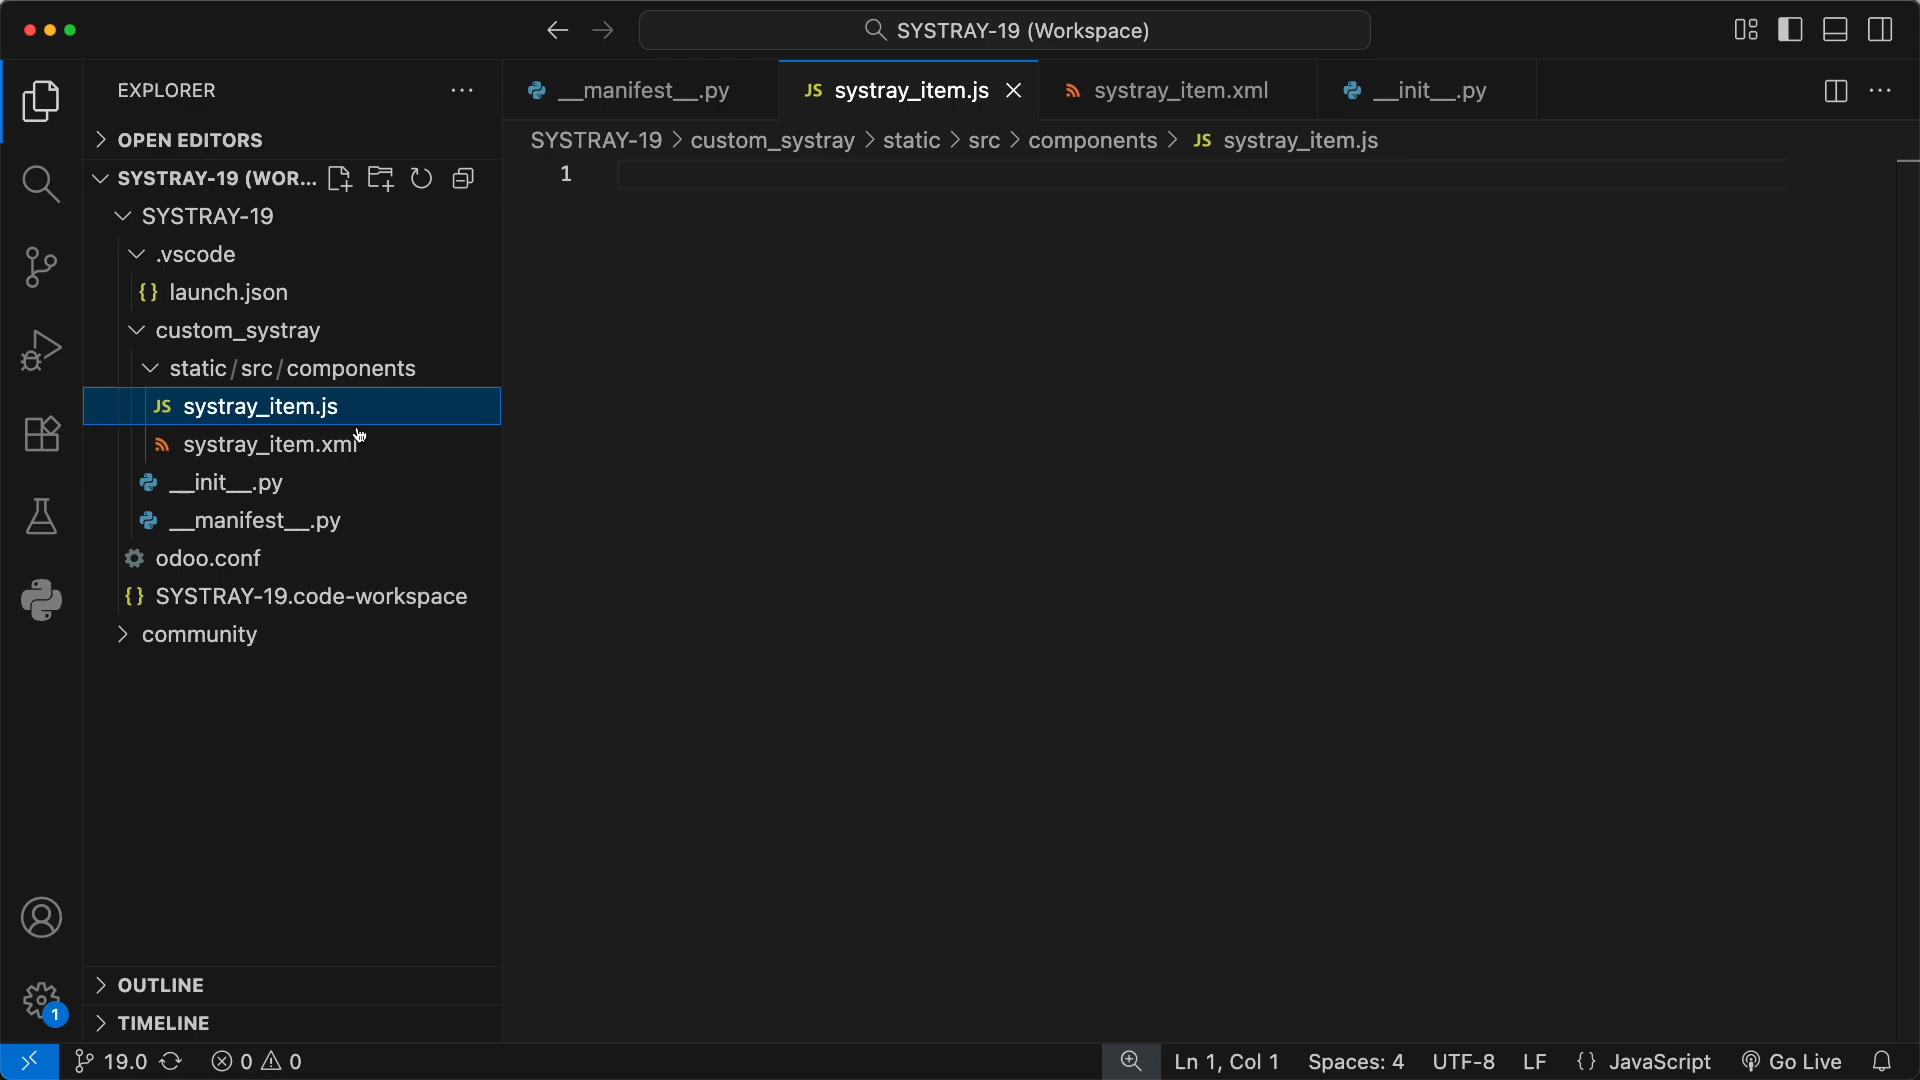 SYSTRAY-19 (Workspace)
EXPLORER
__manifest__.py
JS systray_item.js
systray_item.xml
__init__.py
OPEN EDITORS
SYSTRAY-19 > custom_systray > static > src > components > JS systray_item.js
SYSTRAY-19 (WOR...
1
SYSTRAY-19
.vscode
{} launch.json
custom_systray
static/src/components
JS systray_item.js
systray_item.xml
__init__.py
__manifest__.py
odoo.conf
{} SYSTRAY-19.code-workspace
community
OUTLINE
1
TIMELINE
19.0 0 0 Ln 1, Col 1 Spaces: 4 UTF-8 LF {} JavaScript Go Live